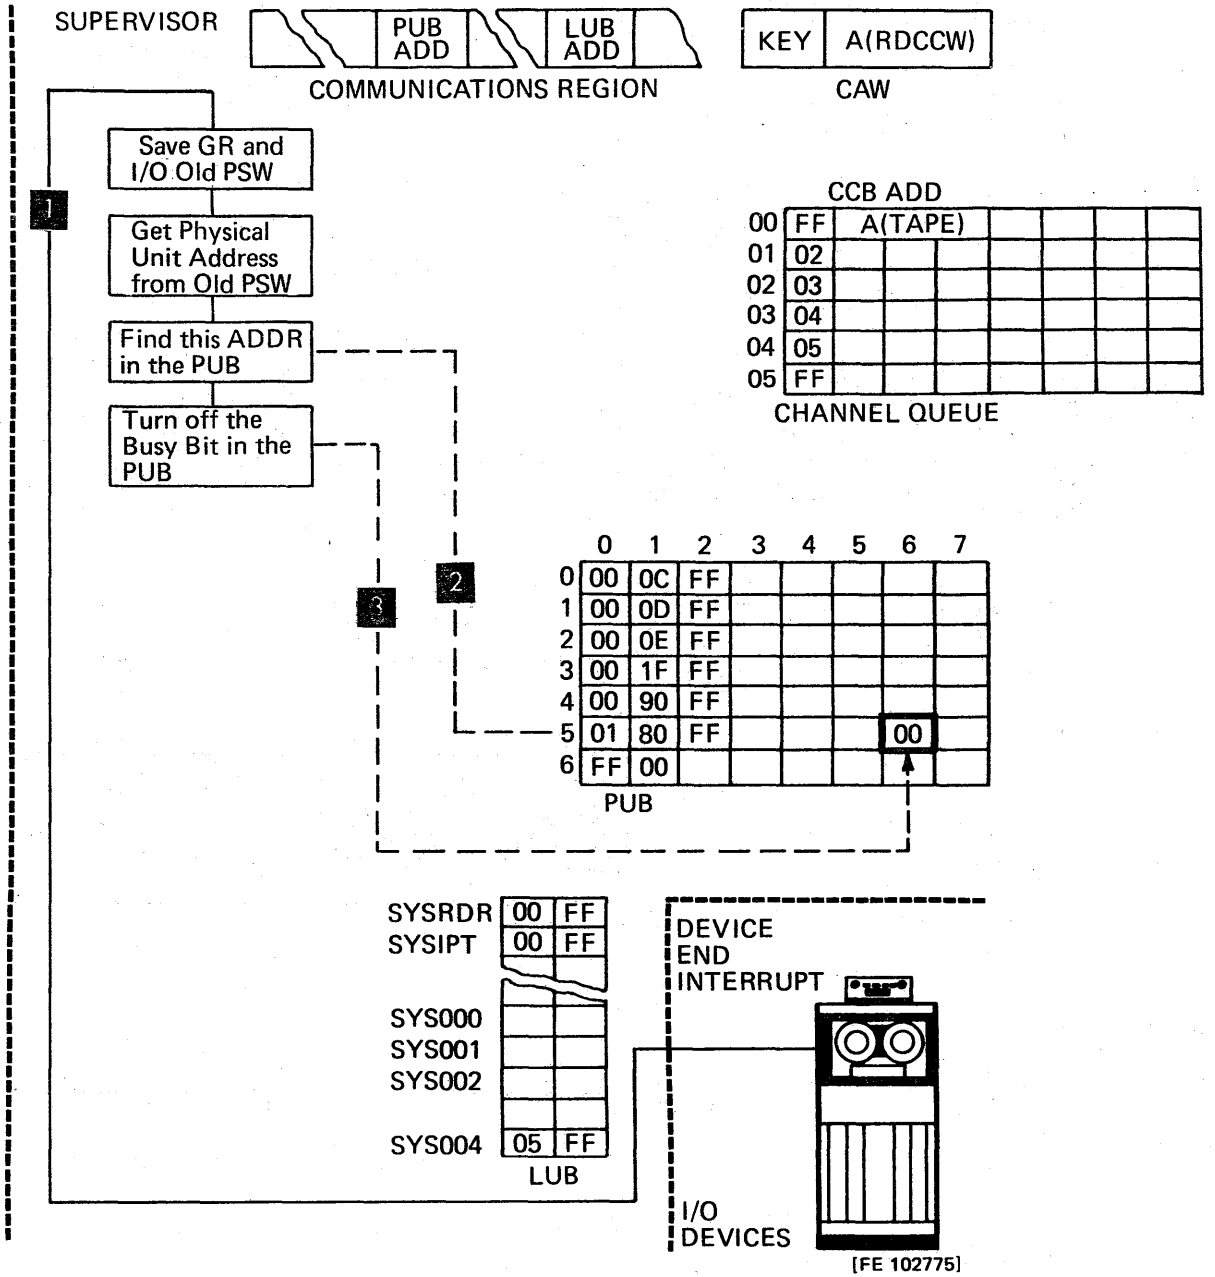 SUPERVISOR
PUB
ADD
LUB
ADD
KEY A(RDCCW)
COMMUNICATIONS REGION
CAW
Save GR and
I/O Old PSW
1
Get Physical
Unit Address
from Old PSW
Find this ADDR
in the PUB
Turn off the
Busy Bit in the
PUB
CCB ADD
00 FF A(TAPE)
01 02
02 03
03 04
04 05
05 FF
CHANNEL QUEUE
2
3
0 1 2 3 4 5 6 7
0 00 0C FF
1 00 0D FF
2 00 0E FF
3 00 1F FF
4 00 90 FF
5 01 80 FF 00
6 FF 00
PUB
SYSRDR 00 FF
SYSIPT 00 FF
SYS000
SYS001
SYS002
SYS004 05 FF
LUB
DEVICE
END
INTERRUPT
I/O
DEVICES
[FE 102775]